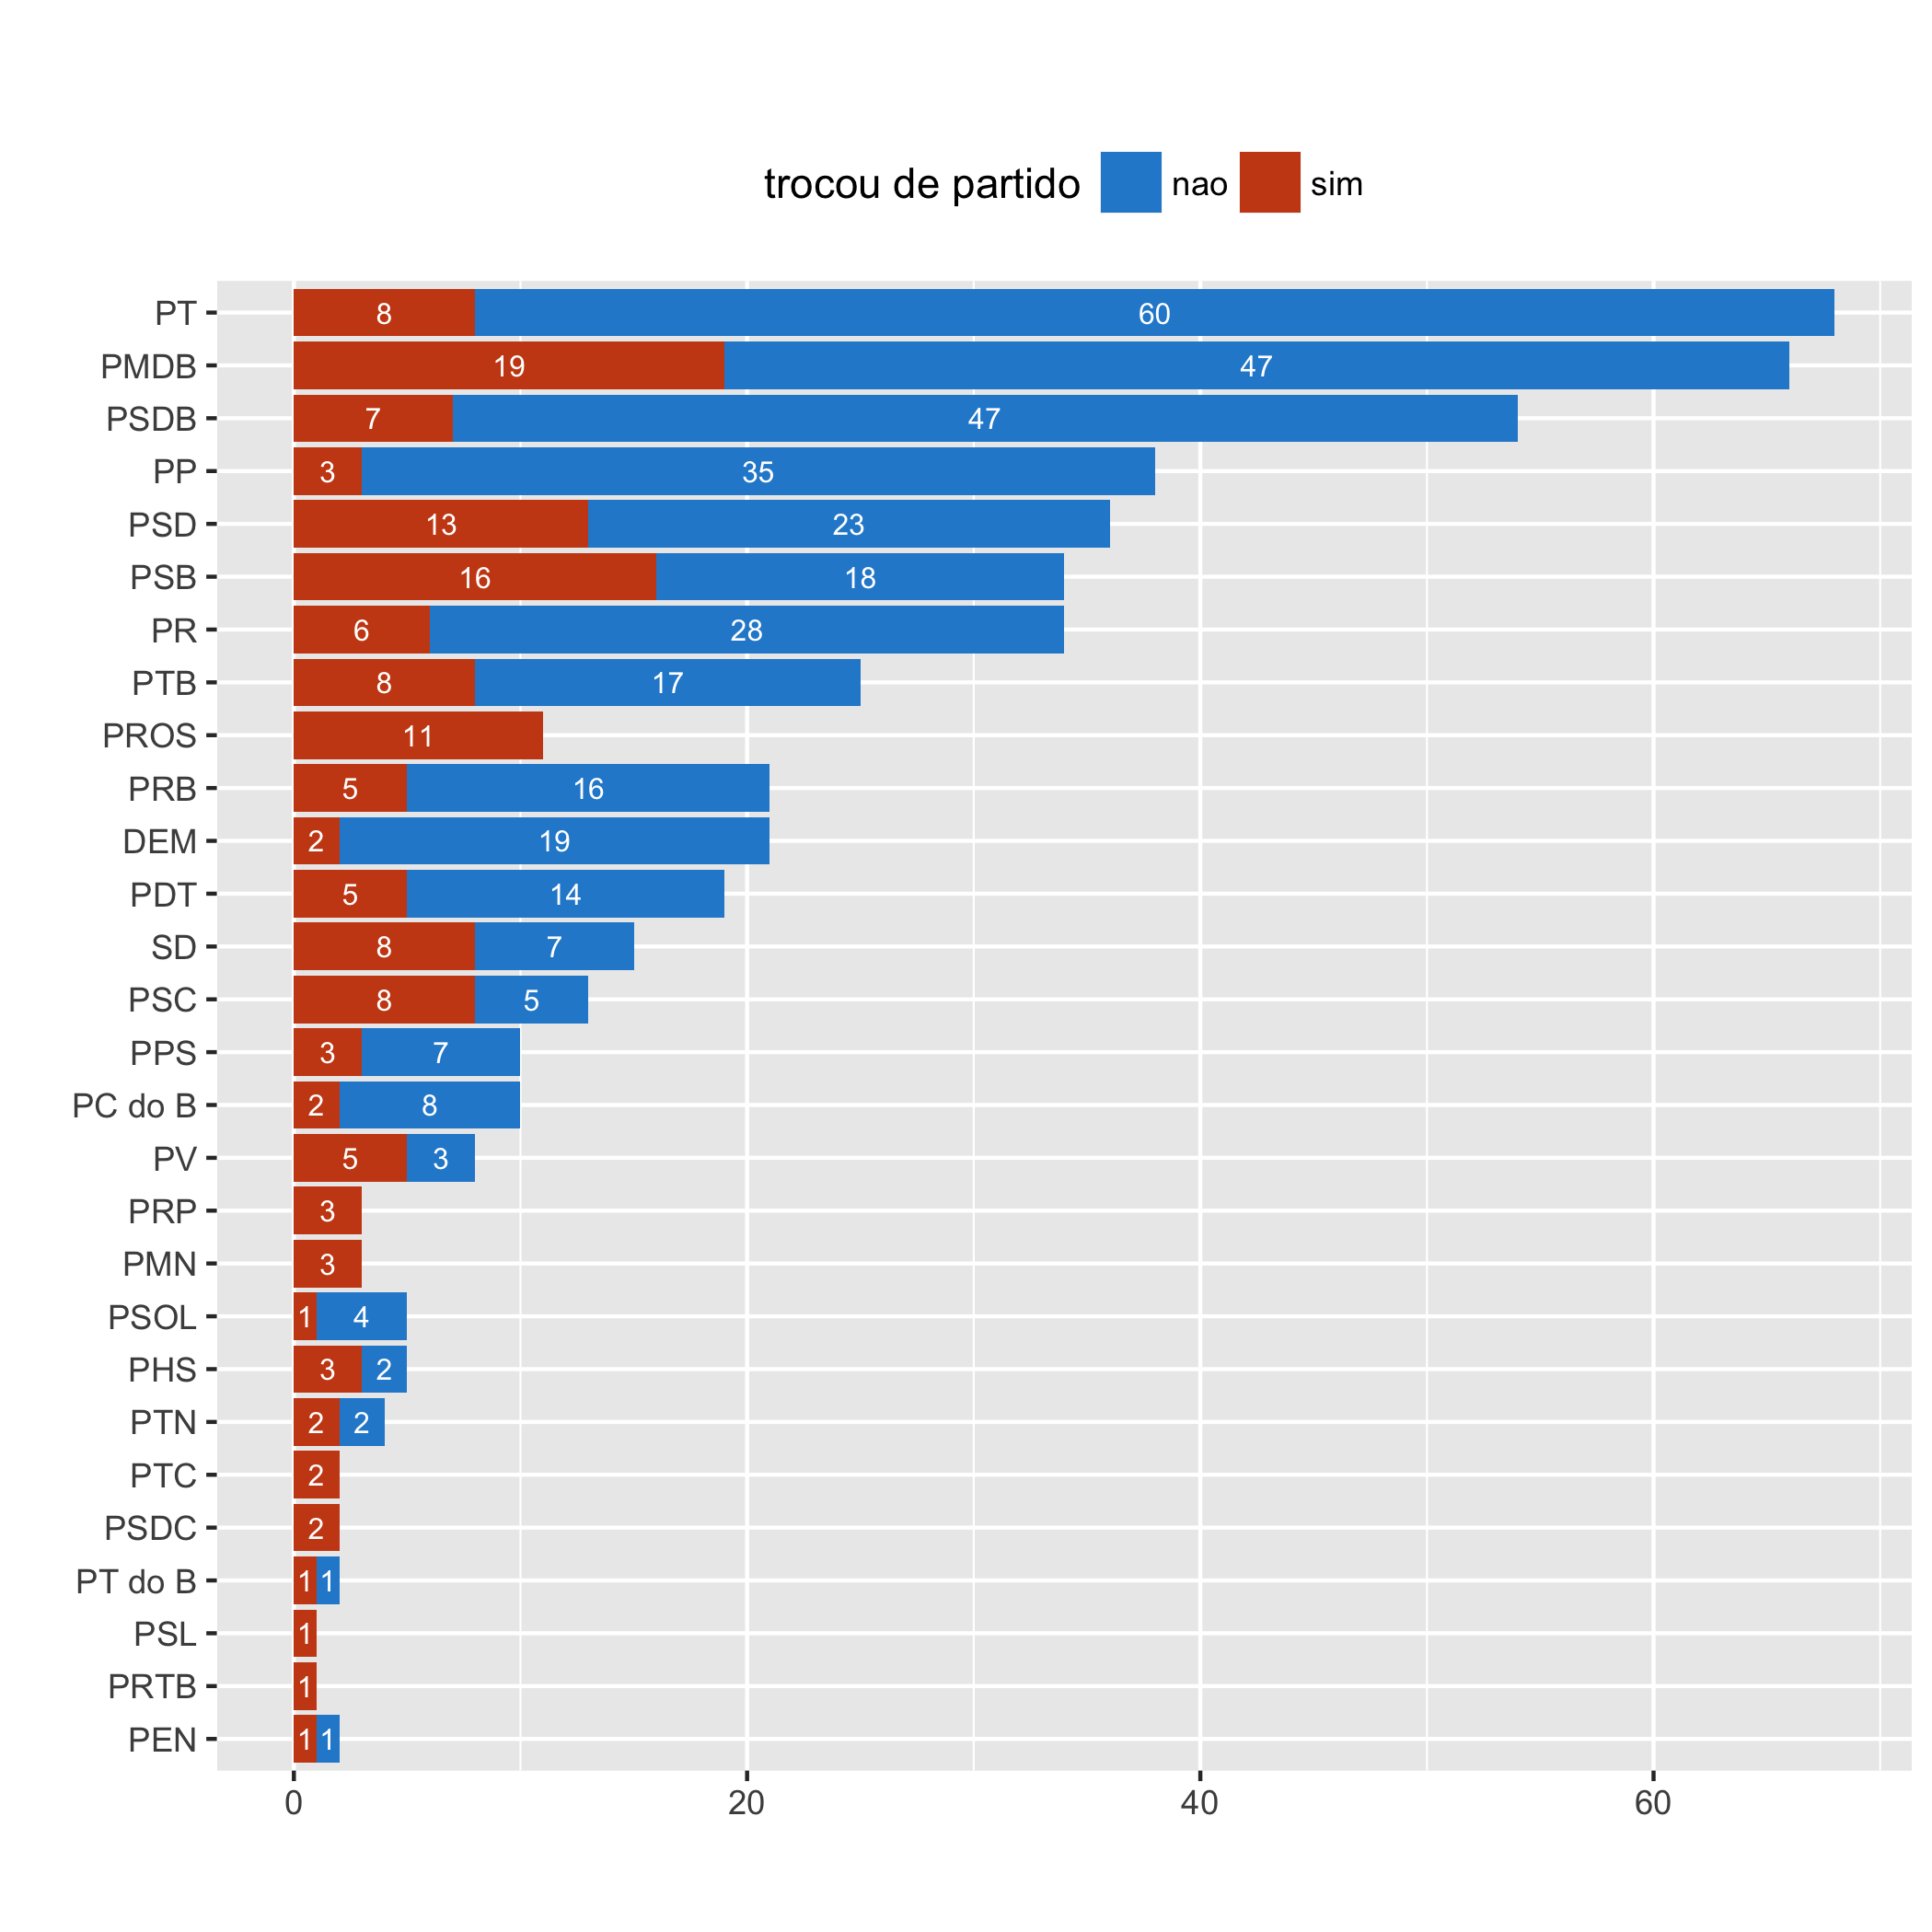 trocou de partido nao sim
PT 8 60
PMDB 19 47
PSDB 7 47
PP 3 35
PSD 13 23
PSB 16 18
PR 6 28
PTB 8 17
PROS 11
PRB 5 16
DEM 2 19
PDT 5 14
SD 8 7
PSC 8 5
PPS 3 7
PC do B 2 8
PV 5 3
PRP 3
PMN 3
PSOL 1 4
PHS 3 2
PTN 2 2
PTC 2
PSDC 2
PT do B 1 1
PSL 1
PRTB 1
PEN 1 1
0 20 40 60